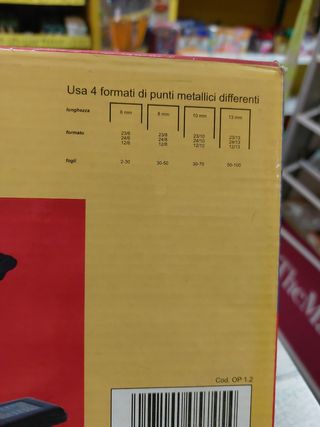 Usa 4 formati di punti metallici differenti
lunghezza 6 mm 8 mm 10 mm 13 mm
formato 23/6 23/8 23/10 23/13
24/6 24/8 24/10 24/13
12/6 12/8 12/10 12/13
fogli 2-30 30-50 30-70 50-100
Cod. OP 1.2
The Ma